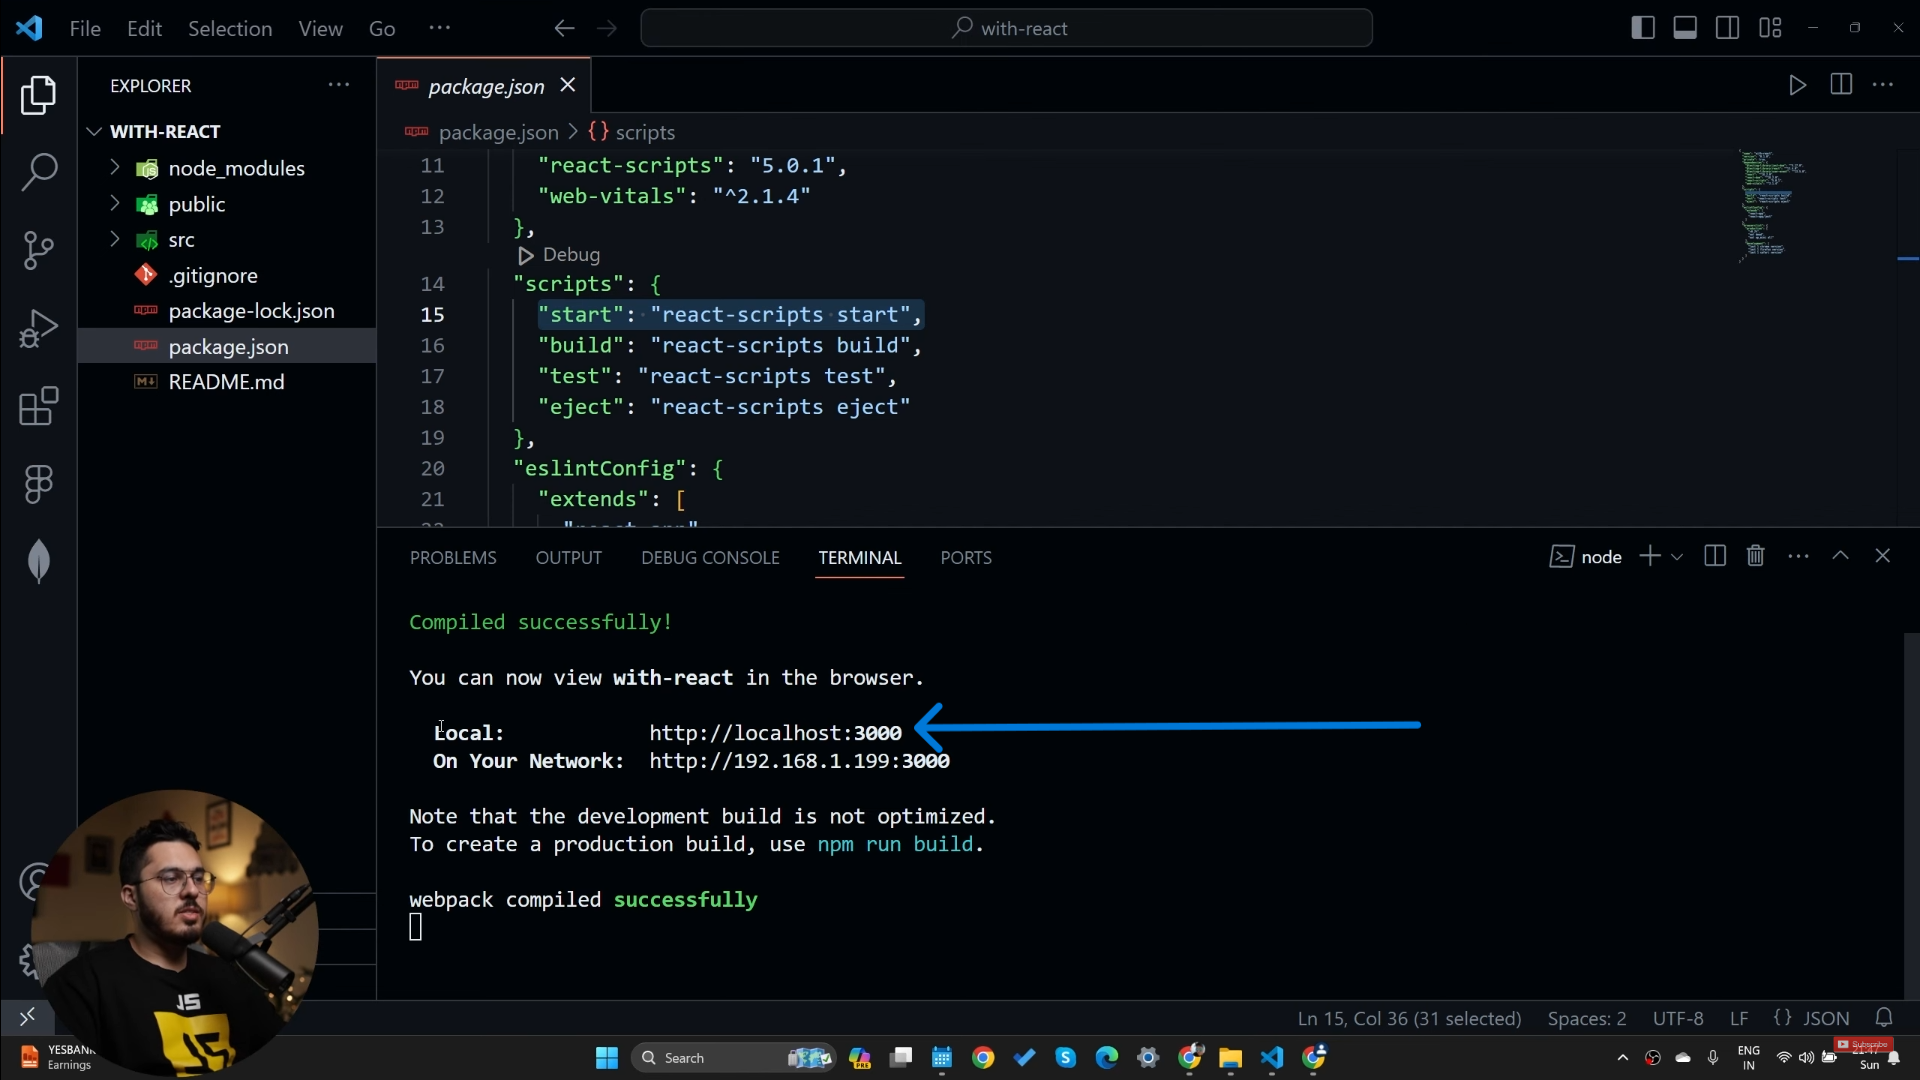 File Edit View Go ···
with-react
EXPLORER ···
WITH-REACT
node_modules
public
src
.gitignore
package-lock.json
package.json
README.md
package.json
package.json > {} scripts
11 "react-scripts": "5.0.1",
12 "web-vitals": "^2.1.4"
13 },
Debug
14 "scripts": {
15 "start": "react-scripts start",
16 "build": "react-scripts build",
17 "test": "react-scripts test",
18 "eject": "react-scripts eject"
19 },
20 "eslintConfig": {
21 "extends": [
PROBLEMS OUTPUT DEBUG CONSOLE TERMINAL PORTS
node
Compiled successfully!
You can now view with-react in the browser.
Local: http://localhost:3000
On Your Network: http://192.168.1.199:3000
Note that the development build is not optimized.
To create a production build, use npm run build.
webpack compiled successfully
JS
JS
Ln 15, Col 36 (31 selected) Spaces: 2 UTF-8 LF {} JSON
YESBANK
Earnings
Search
PRE
ENG
IN
Subscribe
Sun